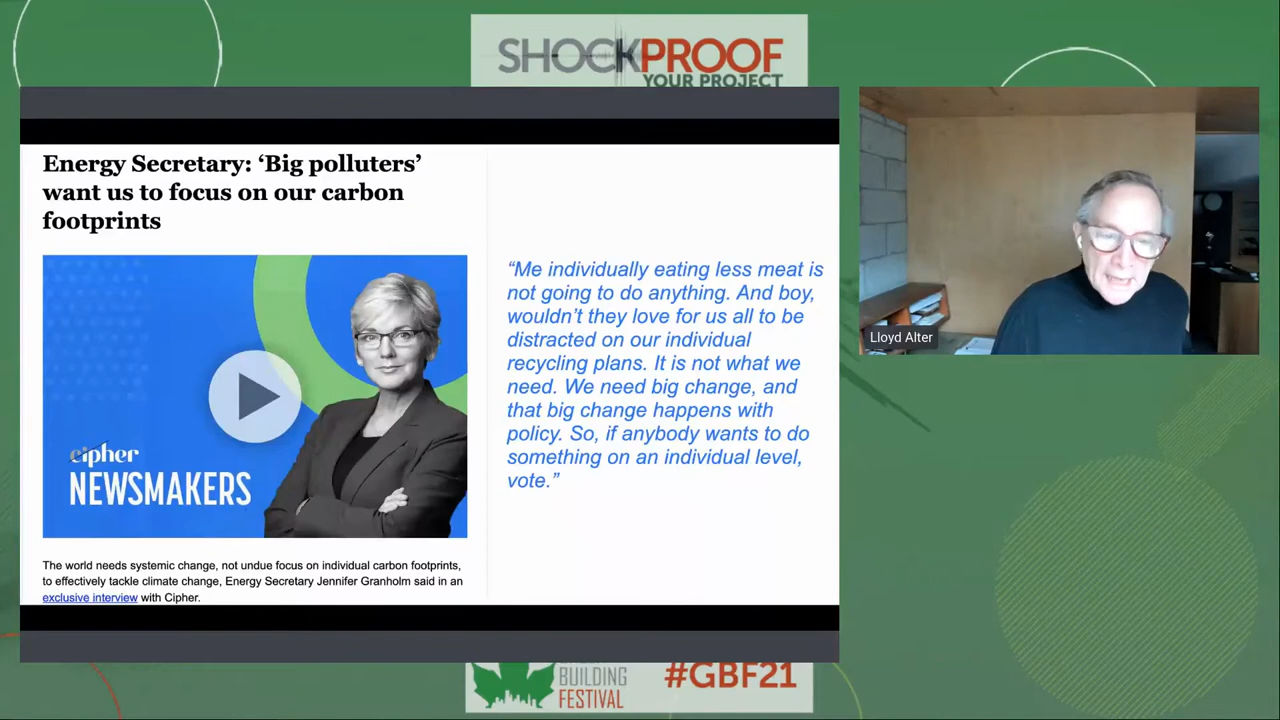 SHOCKPROOF
YOUR PROJECT
Energy Secretary: ‘Big polluters’
want us to focus on our carbon
footprints
cipher
NEWSMAKERS
The world needs systemic change, not undue focus on individual carbon footprints,
to effectively tackle climate change, Energy Secretary Jennifer Granholm said in an
exclusive interview with Cipher.
“Me individually eating less meat is
not going to do anything. And boy,
wouldn’t they love for us all to be
distracted on our individual
recycling plans. It is not what we
need. We need big change, and
that big change happens with
policy. So, if anybody wants to do
something on an individual level,
vote.”
Lloyd Alter
BUILDING
FESTIVAL
#GBF21